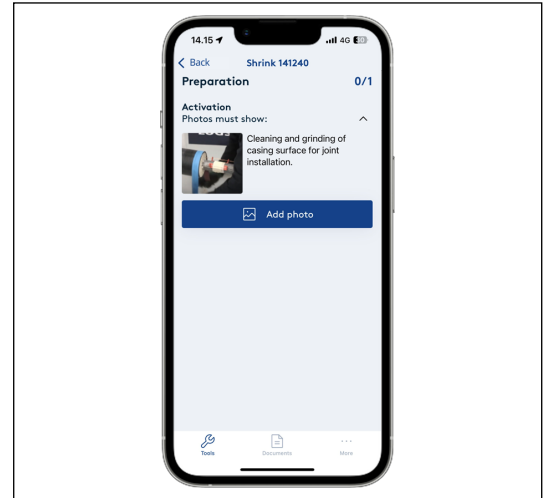 14.15
4G
Back
Shrink 141240
Preparation
0/1
Activation
Photos must show:
Cleaning and grinding of
casing surface for joint
installation.
Add photo
Tools
Documents
More